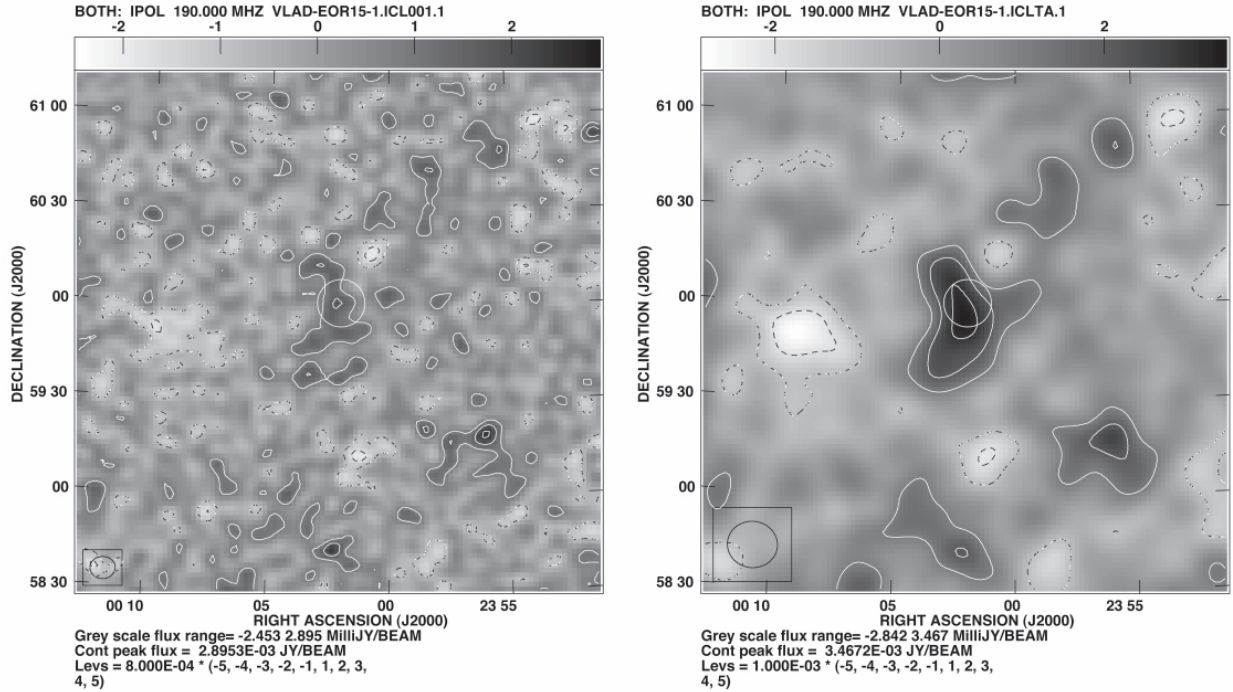 BOTH: IPOL 190.000 MHZ VLAD-EOR15-1.ICL001.1
-2 -1 0 1 2
61 00
60 30
00
59 30
00
58 30
DECLINATION (J2000)
00 10 05 00 23 55
RIGHT ASCENSION (J2000)
Grey scale flux range= -2.453 2.895 MilliJY/BEAM
Cont peak flux = 2.8953E-03 JY/BEAM
Levs = 8.000E-04 * (-5, -4, -3, -2, -1, 1, 2, 3,
4, 5)
BOTH: IPOL 190.000 MHZ VLAD-EOR15-1.ICLTA.1
-2 0 2
61 00
60 30
00
59 30
00
58 30
DECLINATION (J2000)
00 10 05 00 23 55
RIGHT ASCENSION (J2000)
Grey scale flux range= -2.842 3.467 MilliJY/BEAM
Cont peak flux = 3.4672E-03 JY/BEAM
Levs = 1.000E-03 * (-5, -4, -3, -2, -1, 1, 2, 3,
4, 5)